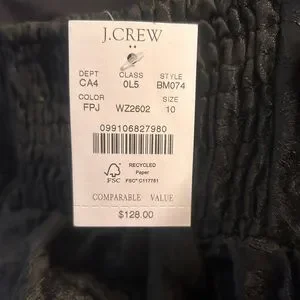 J.CREW
DEPT CLASS STYLE
CA4 0L5 BM074
COLOR SIZE
FPJ WZ2602 10
099106827980
FSC
RECYCLED
Paper
FSC® C117751
COMPARABLE VALUE
$128.00